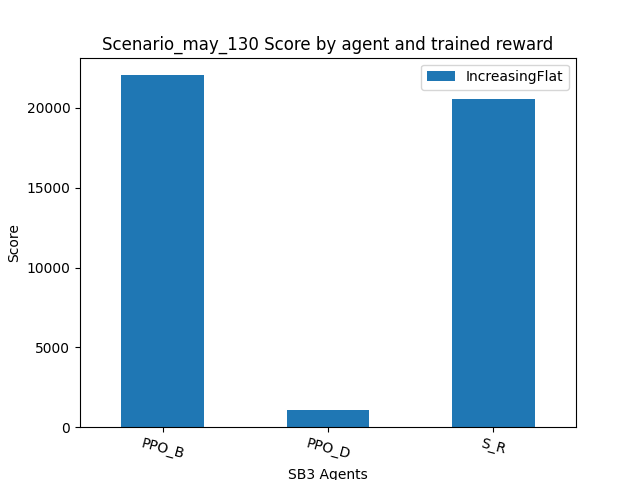 Scenario_may_130 Score by agent and trained reward
IncreasingFlat
Score
20000
15000
10000
5000
0
PPO_B
PPO_D
S_R
SB3 Agents